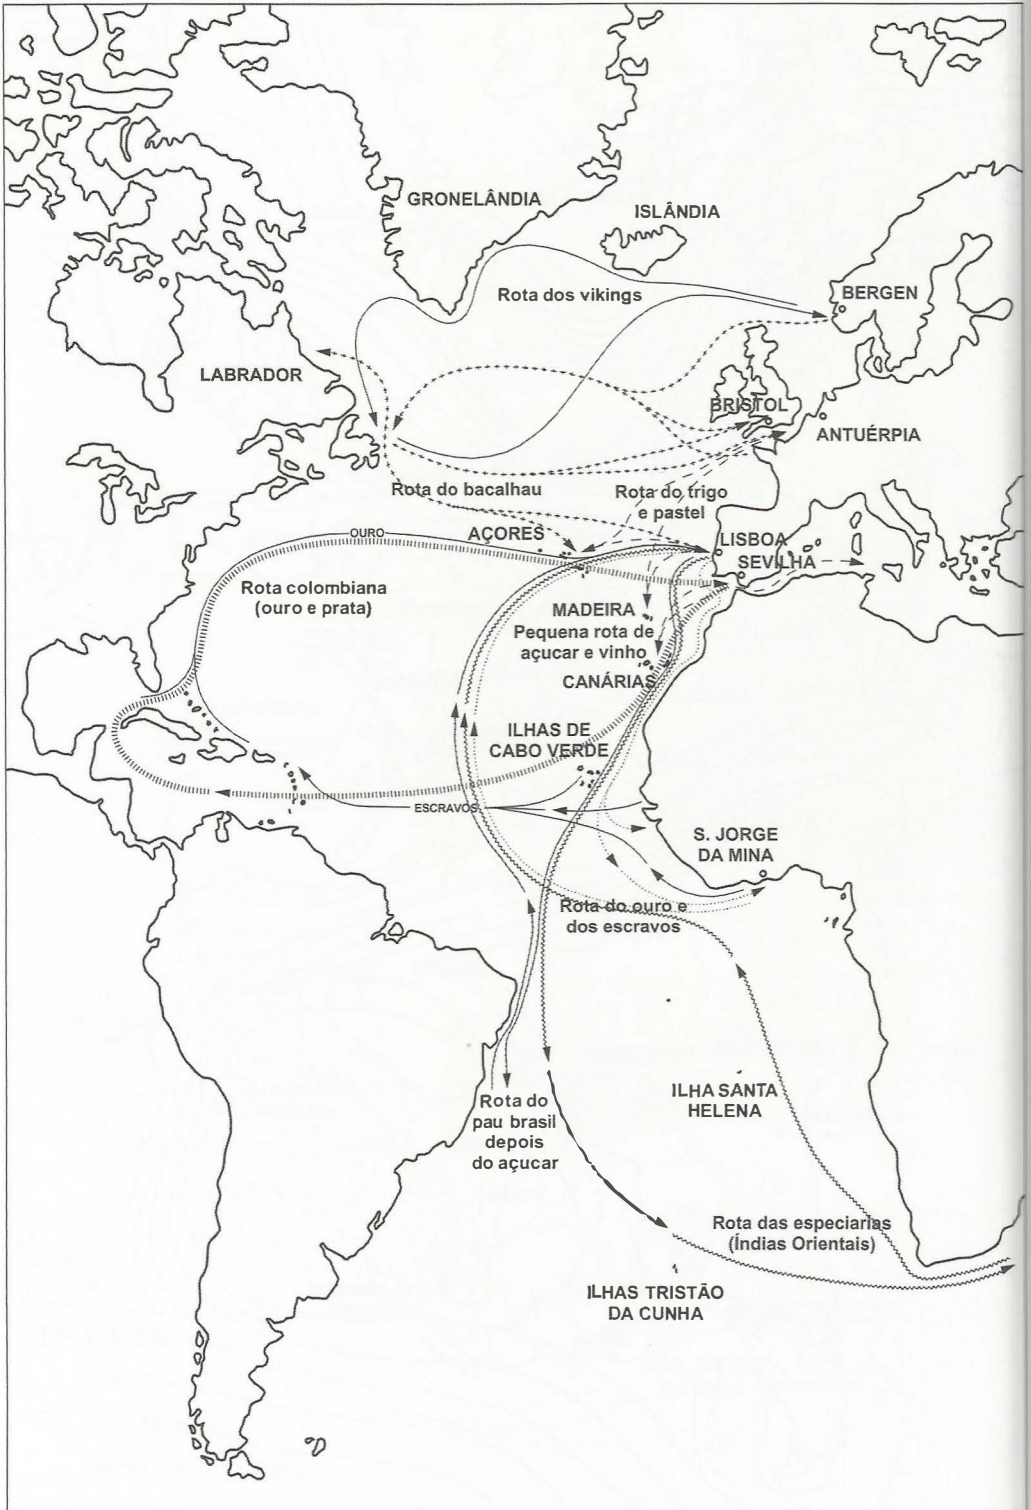 GRONELÂNDIA
ISLÂNDIA
Rota dos vikings
BERGEN
LABRADOR
BRISTOL
ANTUÉRPIA
Rota do bacalhau
Rota do trigo
e pastel
OURO
AÇORES
LISBOA
SEVILHA
Rota colombiana
(ouro e prata)
MADEIRA
Pequena rota de
açucar e vinho
CANÁRIAS
ILHAS DE
CABO VERDE
ESCRAVOS
S. JORGE
DA MINA
Rota do ouro e
dos escravos
ILHA SANTA
HELENA
Rota do
pau brasil
depois
do açucar
Rota das especiarias
(Índias Orientais)
ILHAS TRISTÃO
DA CUNHA